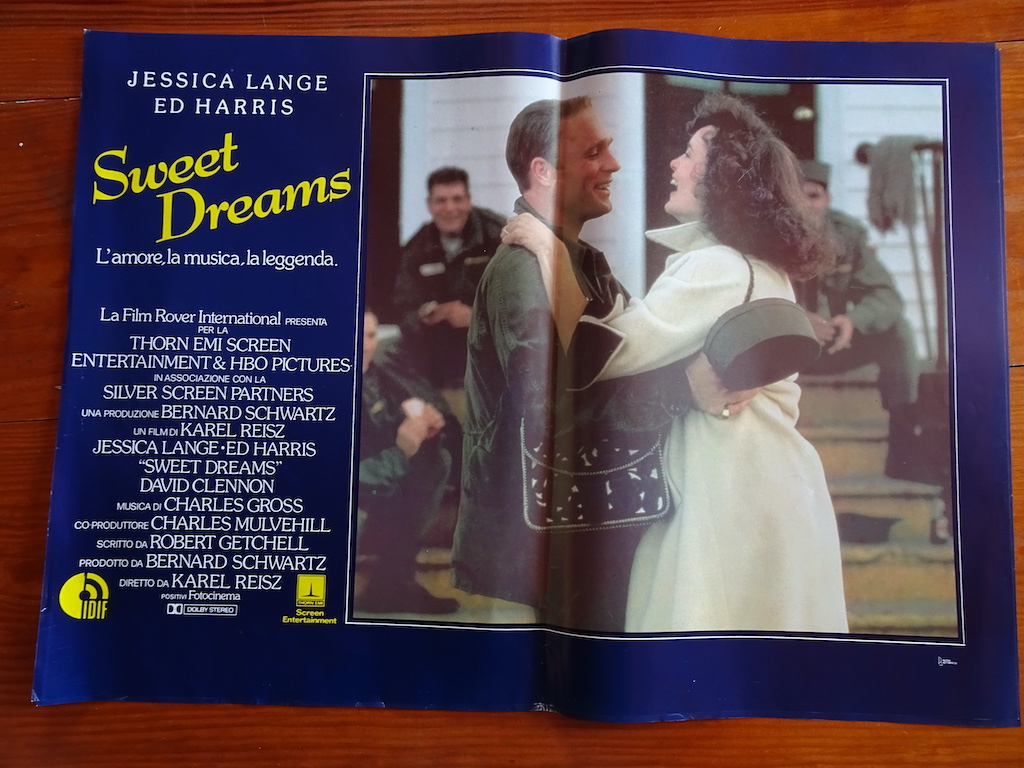 JESSICA LANGE
ED HARRIS
Sweet
Dreams
L'amore, la musica, la leggenda.
La Film Rover International PRESENTA
PER LA
THORN EMI SCREEN
ENTERTAINMENT & HBO PICTURES
IN ASSOCIAZIONE CON LA
SILVER SCREEN PARTNERS
UNA PRODUZIONE BERNARD SCHWARTZ
UN FILM DI KAREL REISZ
JESSICA LANGE • ED HARRIS
"SWEET DREAMS"
DAVID CLENNON
MUSICA DI CHARLES GROSS
CO-PRODUTTORE CHARLES MULVEHILL
SCRITTO DA ROBERT GETCHELL
PRODOTTO DA BERNARD SCHWARTZ
DIRETTO DA KAREL REISZ
POSITIVI Fotocinema
DOLBY STEREO
IDIF
THORN EMI
Screen
Entertainment